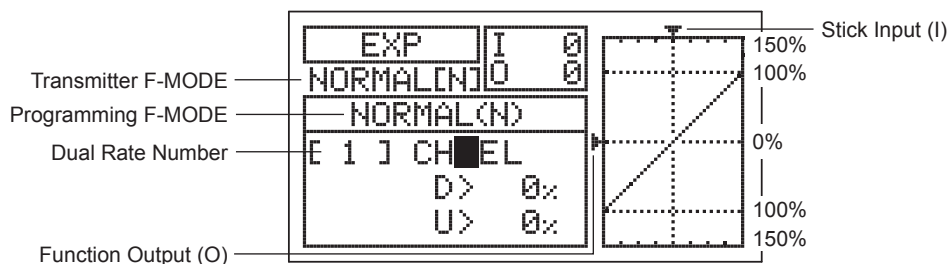 Transmitter F-MODE
Programming F-MODE
Dual Rate Number
Function Output (O)
EXP
I 0
O 0
NORMAL[N]
NORMAL(N)
[ 1 ] CH EL
D> 0%
U> 0%
Stick Input (I)
150%
100%
0%
100%
150%